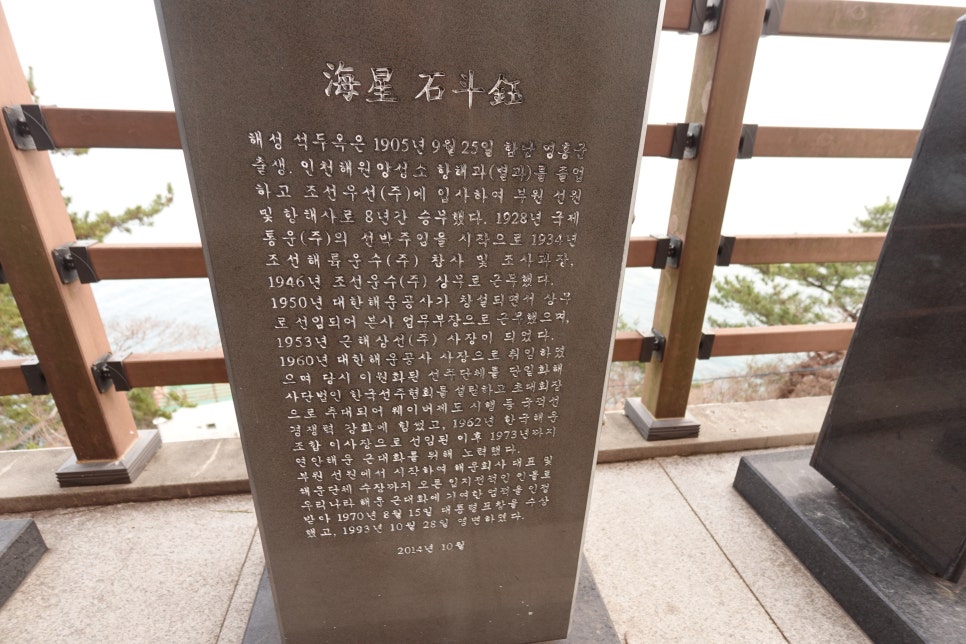 海星 石斗鈺
해성 석두옥은 1905년 9월 25일 함남 영흥군
출생. 인천해원양성소 항해과(별과)를 졸업
하고 조선우선(주)에 입사하여 부원 선원
및 항해사로 8년간 승무했다. 1928년 국제
통운(주)의 선박주임을 시작으로 1934년
조선해륙운수(주) 참사 및 조사과장,
1946년 조선운수(주) 상무로 근무했다.
1950년 대한해운공사가 창설되면서 상무
로 선임되어 본사 업무부장으로 근무했으며,
1953년 근해상선(주) 사장이 되었다.
1960년 대한해운공사 사장으로 취임하였
으며 당시 이원화된 선주단체를 단일화해
사단법인 한국선주협회를 설립하고 초대회장
으로 추대되어 웨이버제도 시행 등 국적선
경쟁력 강화에 힘썼고, 1962년 한국해운
조합 이사장으로 선임된 이후 1973년까지
연안해운 근대화를 위해 노력했다.
부원 선원에서 시작하여 해운회사 대표 및
해운단체 수장까지 오른 입지전적인 인물로
우리나라 해운 근대화에 기여한 업적을 인정
받아 1970년 8월 15일 대통령표창을 수상
했고, 1993년 10월 28일 영면하였다.
2014년 10월